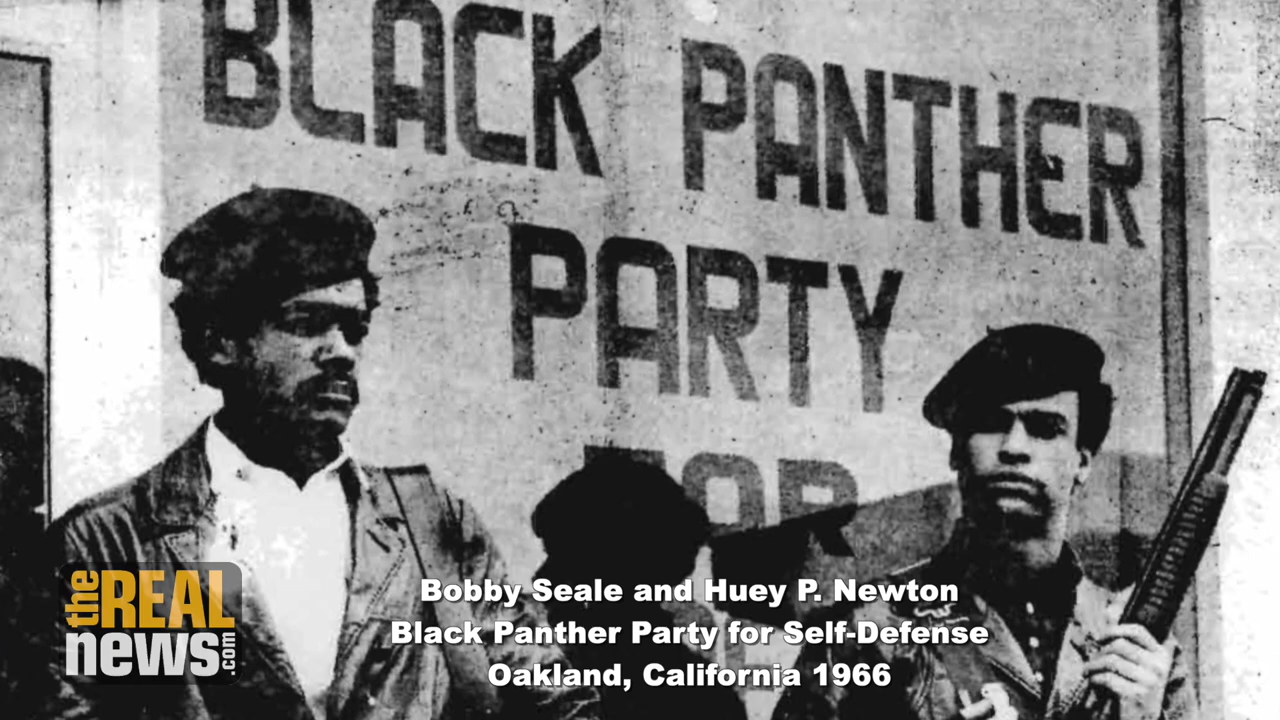 BLACK PANTHER
PARTY
FOR
Bobby Seale and Huey P. Newton
Black Panther Party for Self-Defense
Oakland, California 1966
the REAL
news.com